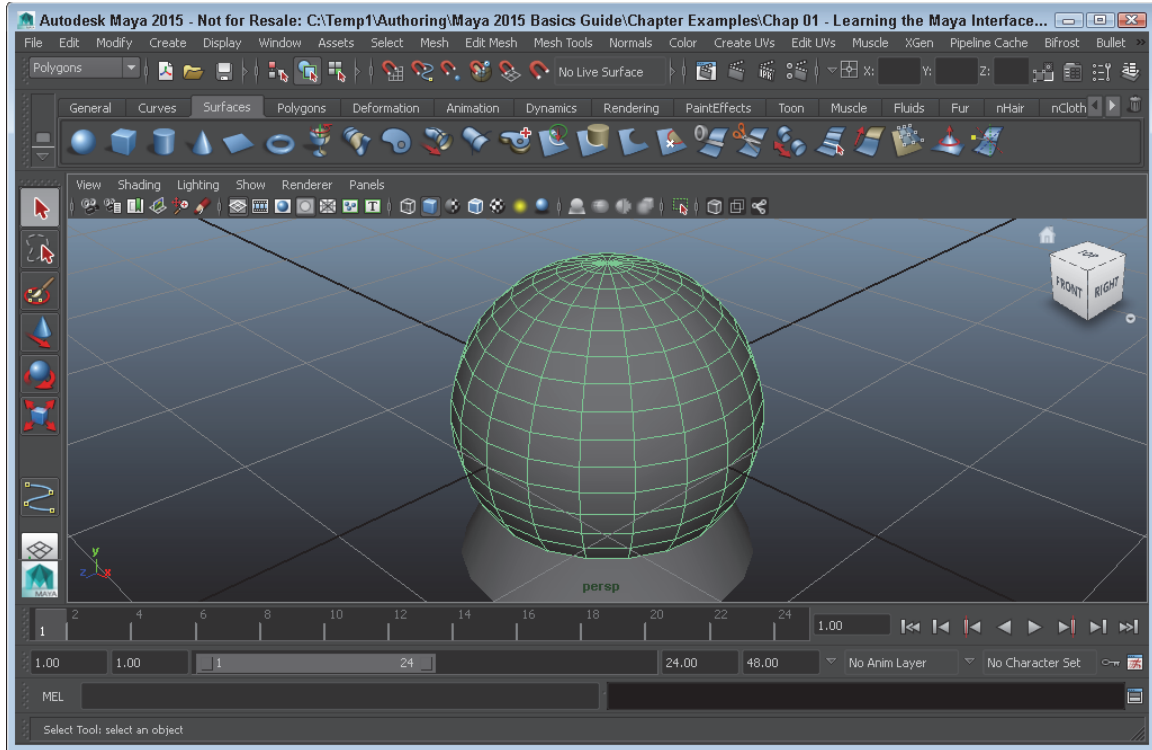 Autodesk Maya 2015 - Not for Resale: C:\Temp1\Authoring\Maya 2015 Basics Guide\Chapter Examples\Chap 01 - Learning the Maya Interface...
File Edit Modify Create Display Window Assets Select Mesh Edit Mesh Mesh Tools Normals Color Create UVs Edit UVs Muscle XGen Pipeline Cache Bifrost Bullet »
Polygons No Live Surface X: Y: Z:
General Curves Surfaces Polygons Deformation Animation Dynamics Rendering PaintEffects Toon Muscle Fluids Fur nHair nCloth
View Shading Lighting Show Renderer Panels
TOP
FRONT RIGHT
y
z x
MAYA
persp
1 2 4 6 8 10 12 14 16 18 20 22 24 1.00
1.00 1.00 1 24 24.00 48.00 No Anim Layer No Character Set
MEL
Select Tool: select an object